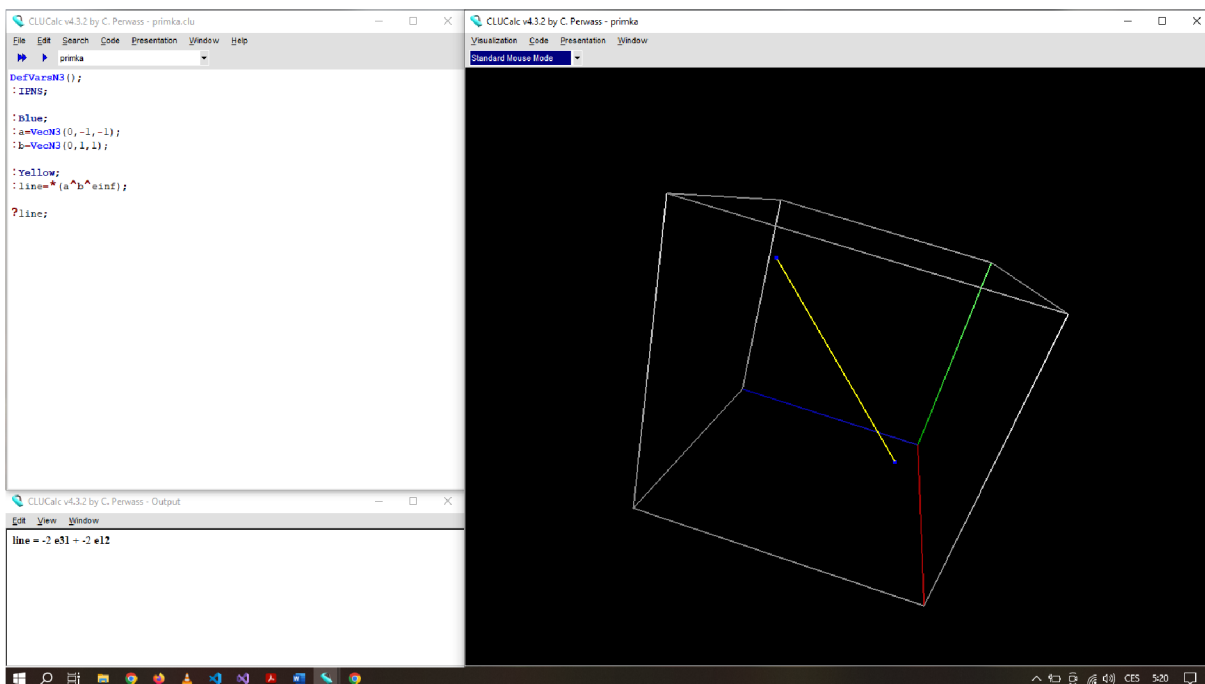 CLUCalc v4.3.2 by C. Perwass - primka.clu
File Edit Search Code Presentation Window Help
primka
DefVarsN3();
:IPNS;
:Blue;
:a=VecN3(0,-1,-1);
:b=VecN3(0,1,1);
:Yellow;
:line=*(a^b^einf);
?line;
CLUCalc v4.3.2 by C. Perwass - Output
Edit View Window
line = -2 e31 + -2 e12
CLUCalc v4.3.2 by C. Perwass - primka
Visualization Code Presentation Window
Standard Mouse Mode
CES 5:20